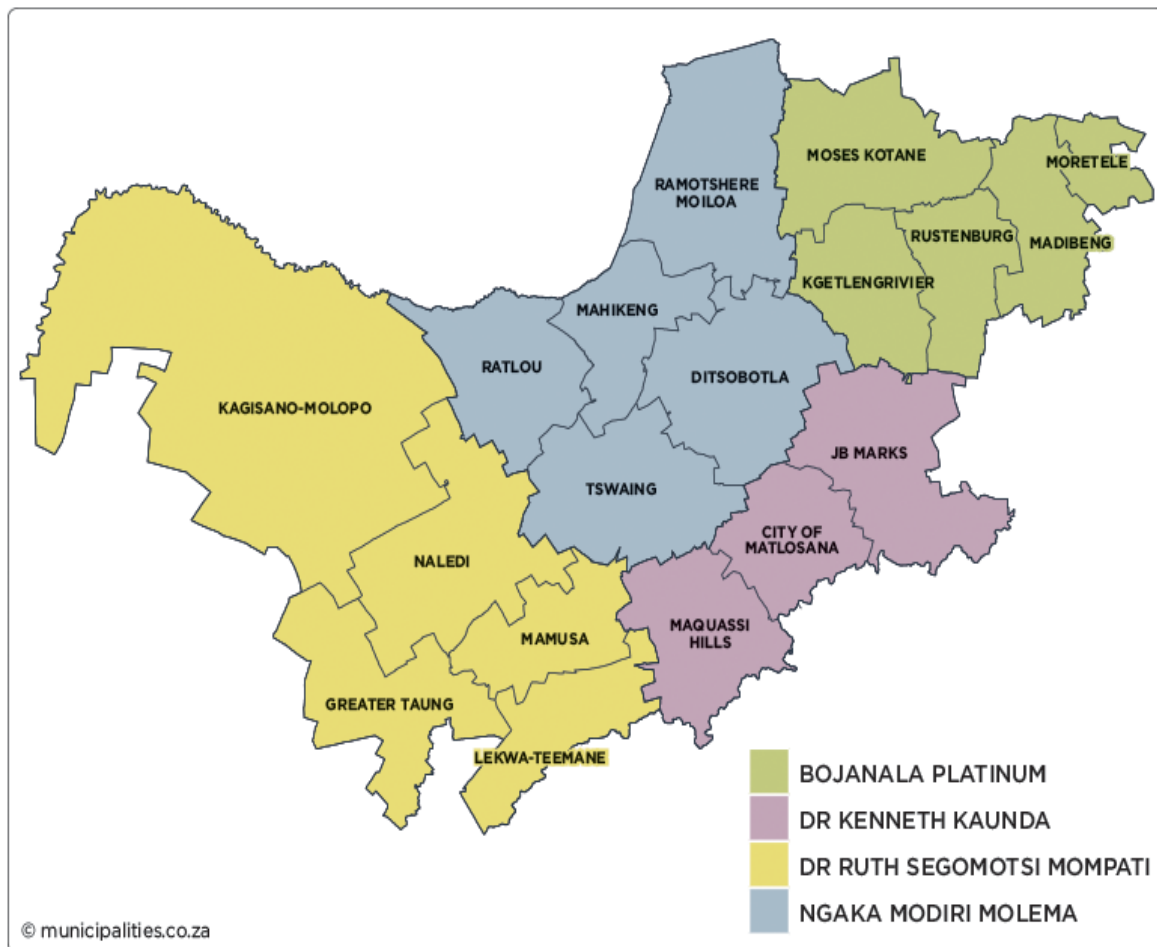 MOSES KOTANE
MORETELE
RAMOTSHERE
MOILOA
RUSTENBURG
MADIBENG
KGETLENGRIVIER
MAHIKENG
RATLOU
DITSOBOTLA
KAGISANO-MOLOPO
JB MARKS
TSWAING
CITY OF
MATLOSANA
NALEDI
MAQUASSI
HILLS
MAMUSA
GREATER TAUNG
LEKWA-TEEMANE
BOJANALA PLATINUM
DR KENNETH KAUNDA
DR RUTH SEGOMOTSI MOMPATI
NGAKA MODIRI MOLEMA
© municipalities.co.za